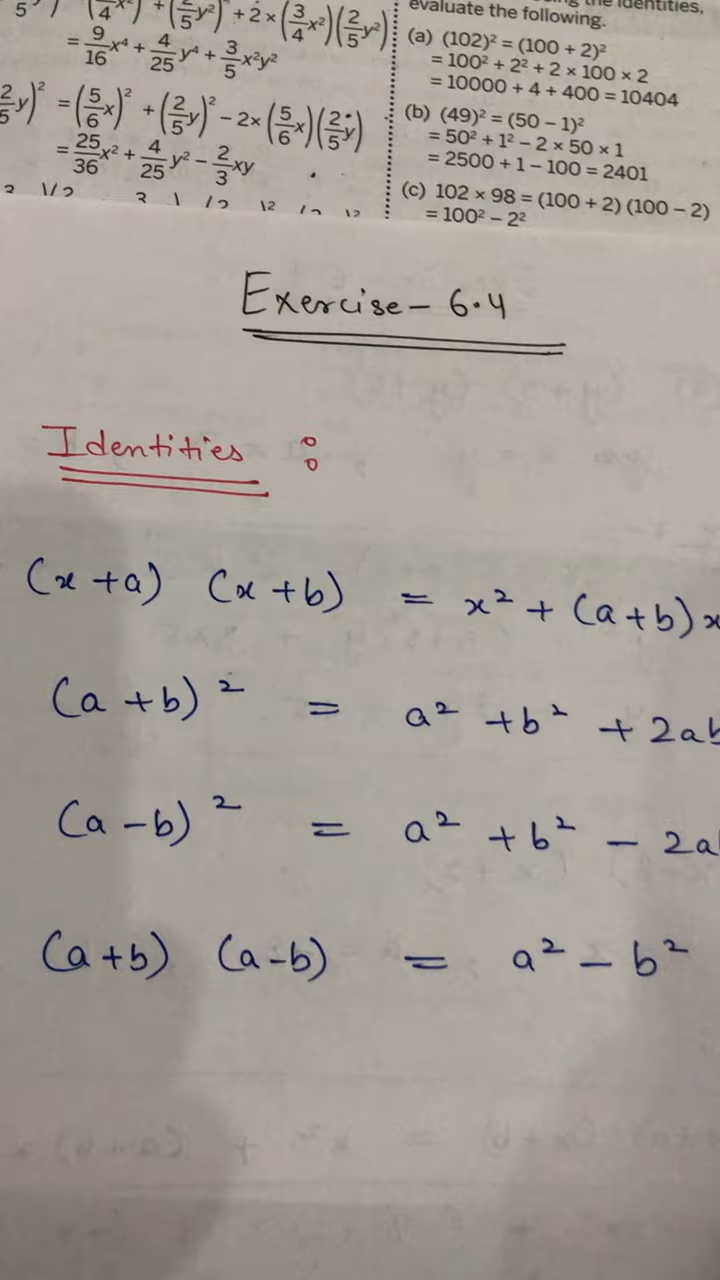 = 9/16 x⁴ + 4/25 y⁴ + 3/5 x²y²
= (5/6 x)² + (2/5 y)² − 2 × (5/6 x)(2/5 y)
= 25/36 x² + 4/25 y² − 2/3 xy
evaluate the following.
(a) (102)² = (100 + 2)²
= 100² + 2² + 2 × 100 × 2
= 10000 + 4 + 400 = 10404
(b) (49)² = (50 − 1)²
= 50² + 1² − 2 × 50 × 1
= 2500 + 1 − 100 = 2401
(c) 102 × 98 = (100 + 2) (100 − 2)
= 100² − 2²
Exercise – 6.4
Identities :
(x + a) (x + b) = x² + (a + b) x
(a + b)² = a² + b² + 2ab
(a − b)² = a² + b² − 2a
(a + b) (a − b) = a² − b²